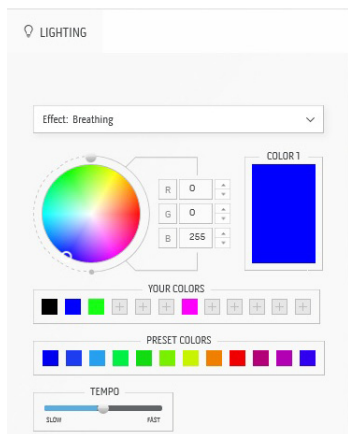 LIGHTING
Effect: Breathing
COLOR 1
R 0
G 0
B 255
YOUR COLORS
PRESET COLORS
TEMPO
SLOW FAST